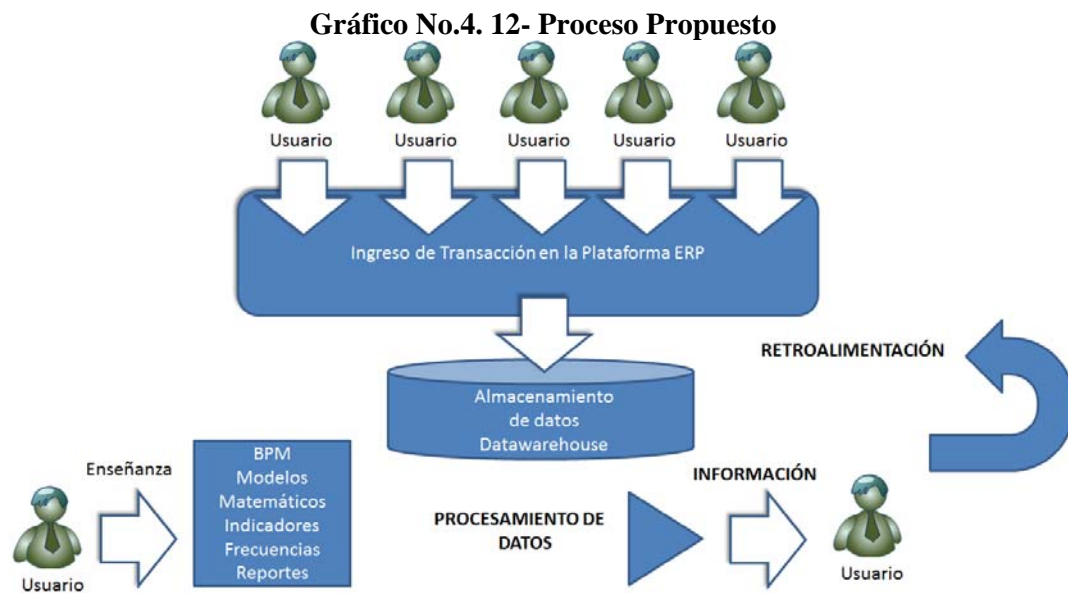 Gráfico No.4. 12- Proceso Propuesto
Usuario
Usuario
Usuario
Usuario
Usuario
Ingreso de Transacción en la Plataforma ERP
RETROALIMENTACIÓN
Almacenamiento
de datos
Datawarehouse
Enseñanza
Usuario
BPM
Modelos
Matemáticos
Indicadores
Frecuencias
Reportes
PROCESAMIENTO DE
DATOS
INFORMACIÓN
Usuario